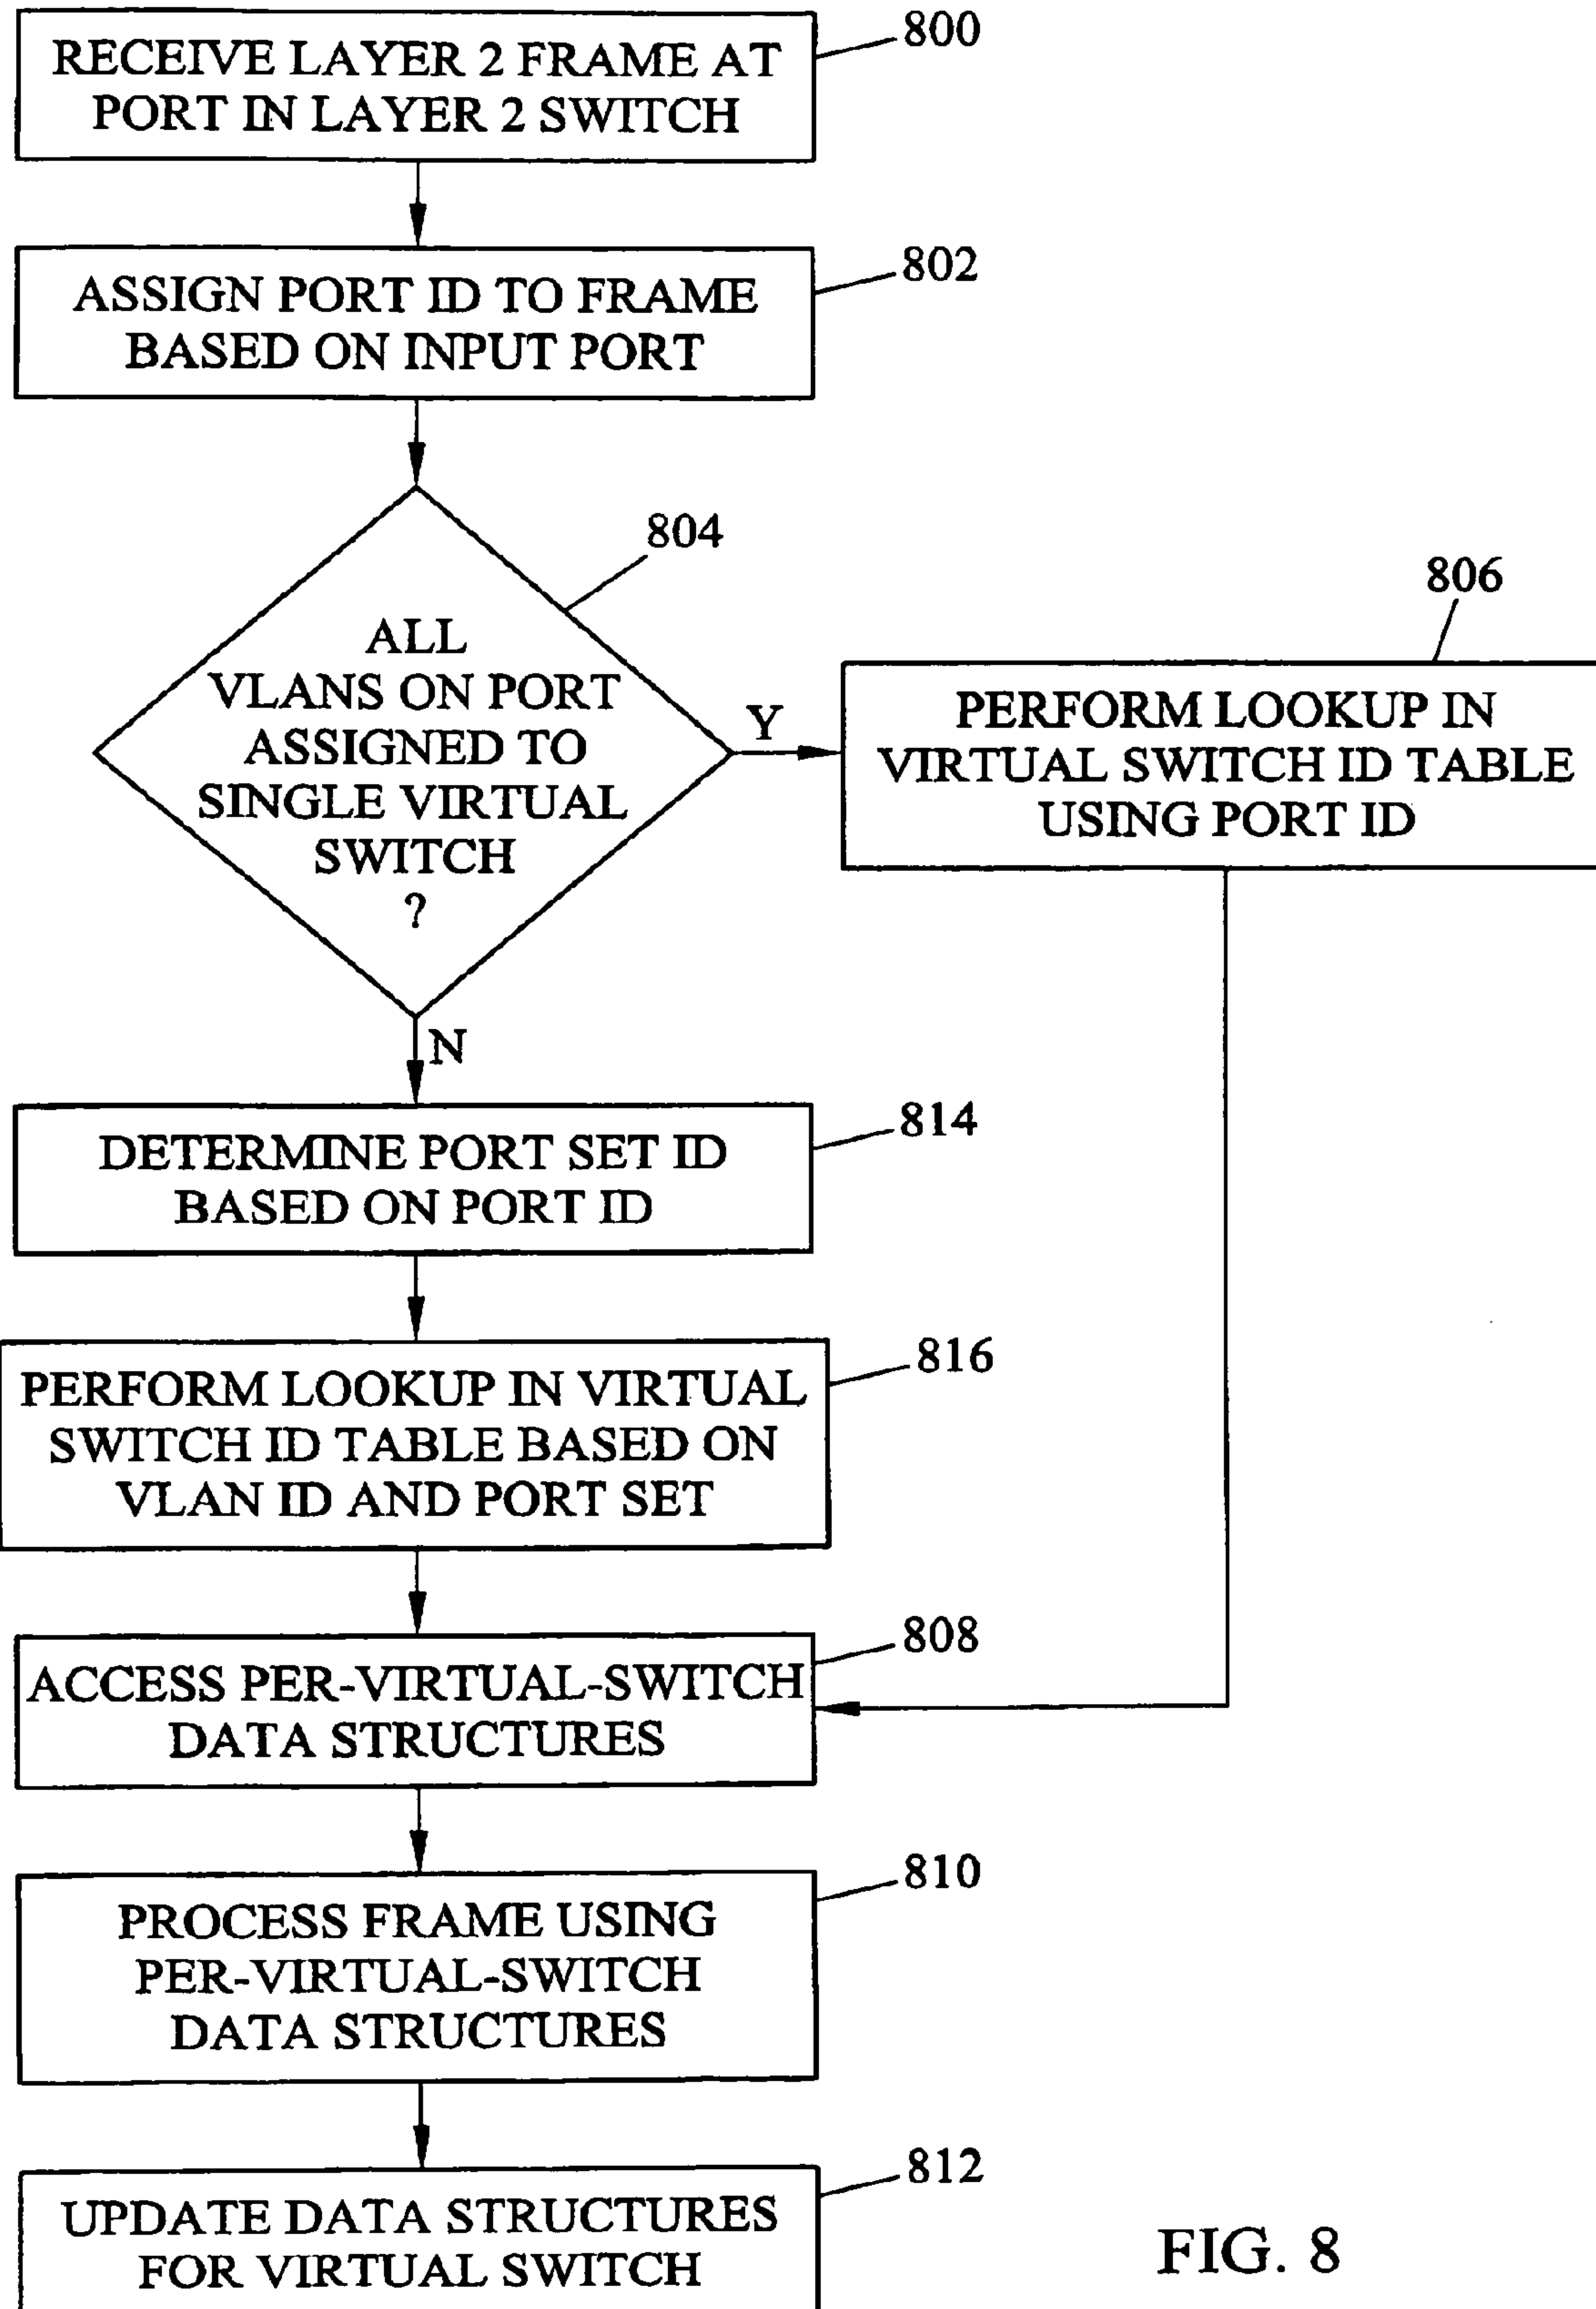 RECEIVE LAYER 2 FRAME AT
PORT IN LAYER 2 SWITCH
800
ASSIGN PORT ID TO FRAME
BASED ON INPUT PORT
802
804
ALL
VLANS ON PORT
ASSIGNED TO
SINGLE VIRTUAL
SWITCH
?
Y
806
PERFORM LOOKUP IN
VIRTUAL SWITCH ID TABLE
USING PORT ID
N
DETERMINE PORT SET ID
BASED ON PORT ID
814
PERFORM LOOKUP IN VIRTUAL
SWITCH ID TABLE BASED ON
VLAN ID AND PORT SET
816
ACCESS PER-VIRTUAL-SWITCH
DATA STRUCTURES
808
PROCESS FRAME USING
PER-VIRTUAL-SWITCH
DATA STRUCTURES
810
UPDATE DATA STRUCTURES
FOR VIRTUAL SWITCH
812
FIG. 8